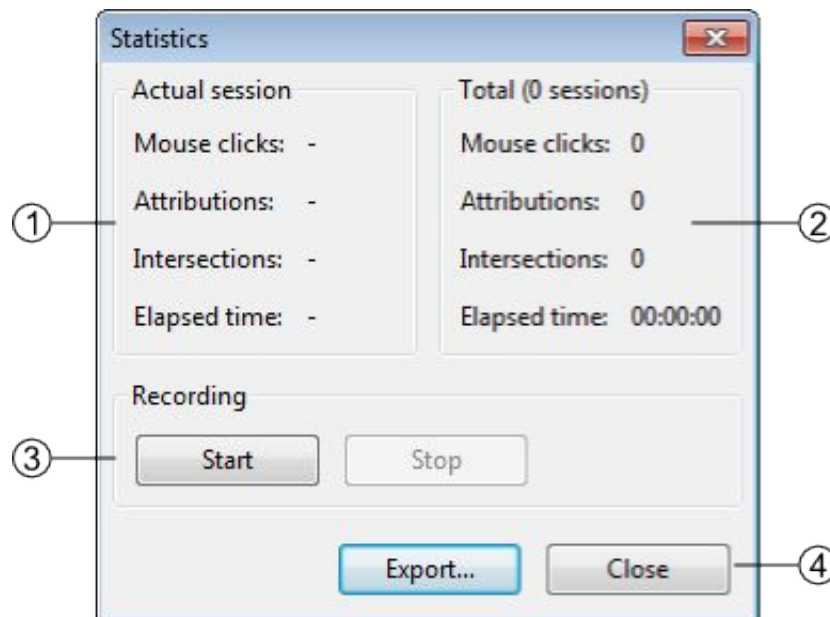 Statistics
Actual session
Mouse clicks: -
Attributions: -
Intersections: -
Elapsed time: -
Total (0 sessions)
Mouse clicks: 0
Attributions: 0
Intersections: 0
Elapsed time: 00:00:00
1
2
Recording
3
Start
Stop
Export...
Close
4